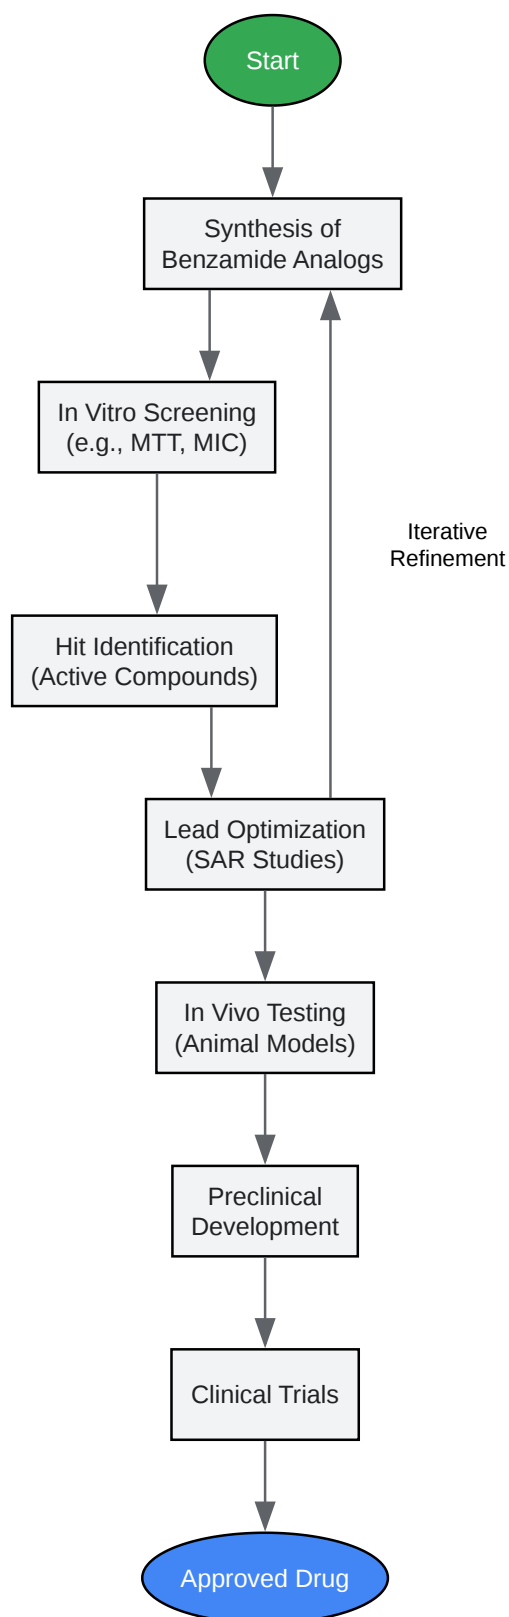 Start
Synthesis of
Benzamide Analogs
In Vitro Screening
(e.g., MTT, MIC)
Iterative
Refinement
Hit Identification
(Active Compounds)
Lead Optimization
(SAR Studies)
In Vivo Testing
(Animal Models)
Preclinical
Development
Clinical Trials
Approved Drug